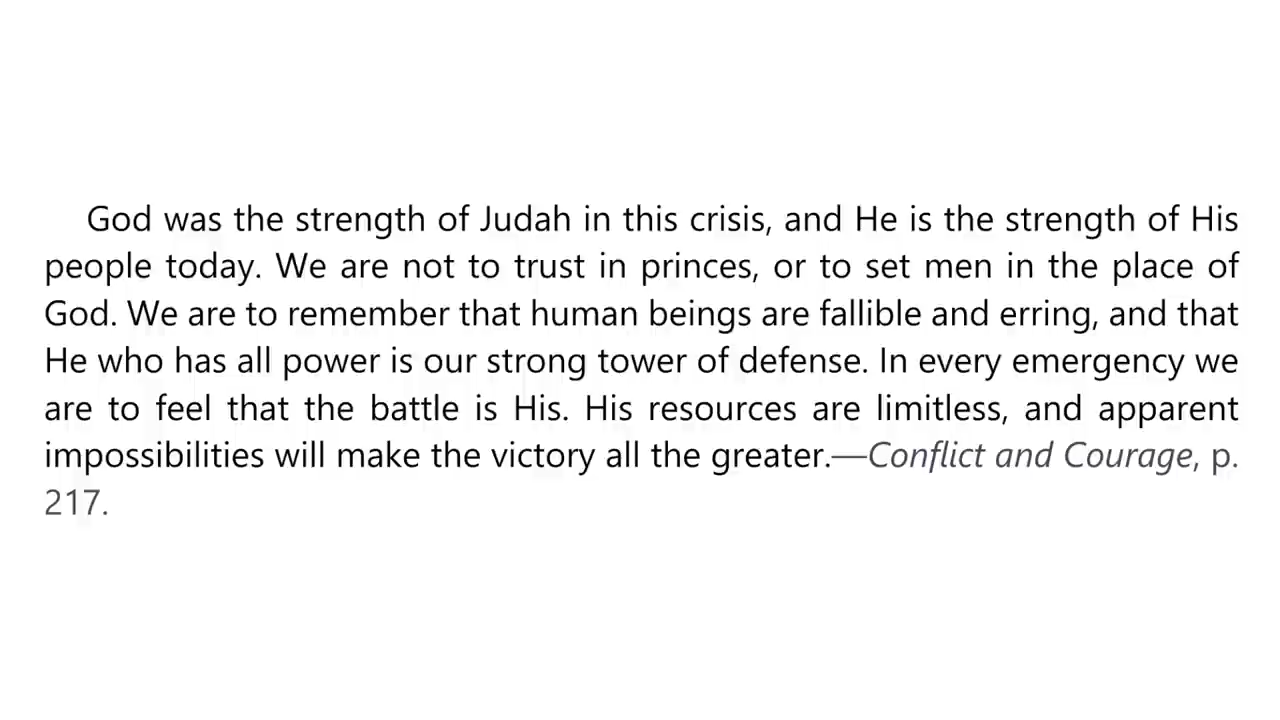 God was the strength of Judah in this crisis, and He is the strength of His
people today. We are not to trust in princes, or to set men in the place of
God. We are to remember that human beings are fallible and erring, and that
He who has all power is our strong tower of defense. In every emergency we
are to feel that the battle is His. His resources are limitless, and apparent
impossibilities will make the victory all the greater.—Conflict and Courage, p.
217.